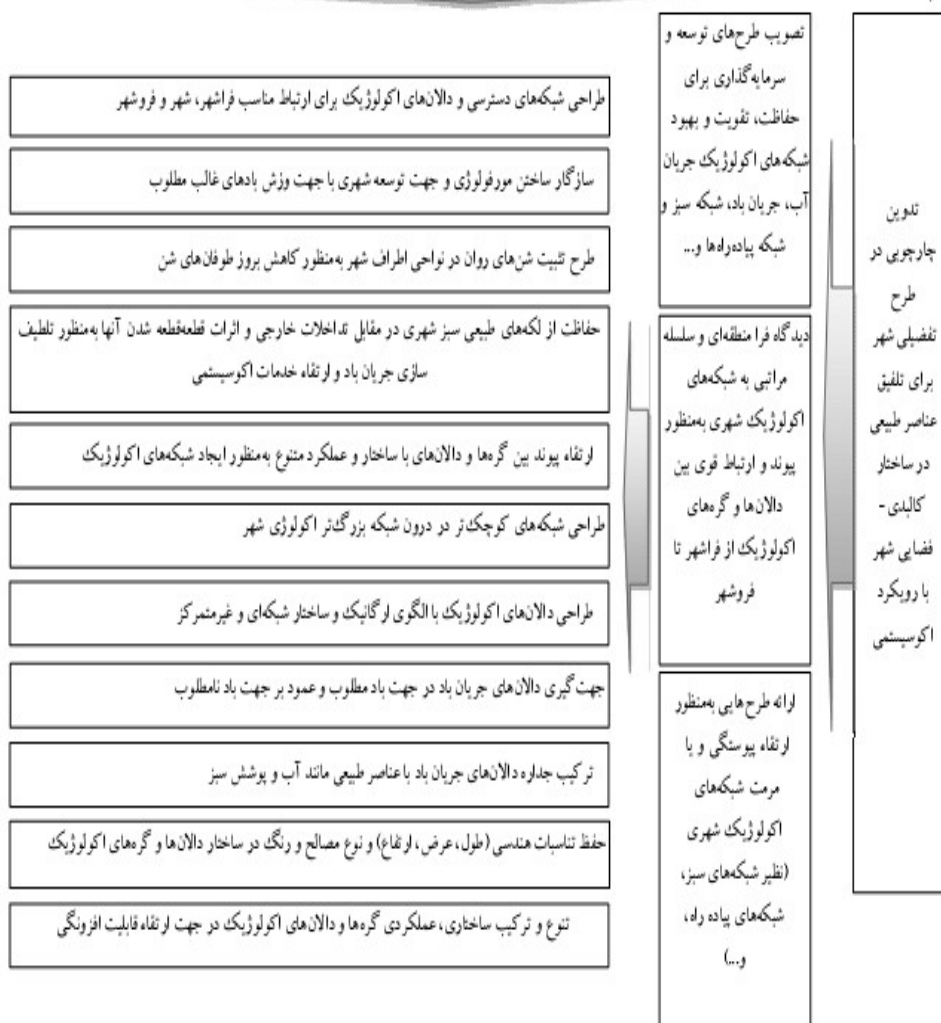 تدوین
چارچوبی در
طرح
تفضیلی شهر
برای تلفیق
عناصر طبیعی
در ساختار
کالبدی -
فضایی شهر
با رویکرد
اکوسیستمی
تصویب طرح‌های توسعه و
سرمایه‌گذاری برای
حفاظت، تقویت و بهبود
شبکه‌های اکولوژیک جریان
آب، جریان باد، شبکه سبز و
شبکه پیاده‌راه‌ها و...
دیدگاه فرا منطقه‌ای و سلسله
مراتبی به شبکه‌های
اکولوژیک شهری به‌منظور
پیوند و ارتباط قوی بین
دالان‌ها و گره‌های
اکولوژیک از فراشهر تا
فروشهر
ارائه طرح‌هایی به‌منظور
ارتقاء پیوستگی و یا
مرمت شبکه‌های
اکولوژیک شهری
(نظیر شبکه‌های سبز،
شبکه‌های پیاده راه،
و...)
طراحی شبکه‌های دسترسی و دالان‌های اکولوژیک برای ارتباط مناسب فراشهر، شهر و فروشهر
سازگار ساختن مورفولوژی و جهت توسعه شهری با جهت وزش بادهای غالب مطلوب
طرح تثبیت شن‌های روان در نواحی اطراف شهر به‌منظور کاهش بروز طوفان‌های شن
حفاظت از لکه‌های طبیعی سبز شهری در مقابل تداخلات خارجی و اثرات قطعه‌قطعه شدن آنها به‌منظور تلطیف
سازی جریان باد و ارتقاء خدمات اکوسیستمی
ارتقاء پیوند بین گره‌ها و دالان‌های با ساختار و عملکرد متنوع به‌منظور ایجاد شبکه‌های اکولوژیک
طراحی شبکه‌های کوچک‌تر در درون شبکه بزرگ‌تر اکولوژی شهر
طراحی دالان‌های اکولوژیک با الگوی ارگانیک و ساختار شبکه‌ای و غیرمتمرکز
جهت‌گیری دالان‌های جریان باد در جهت باد مطلوب و عمود بر جهت باد نامطلوب
ترکیب جداره دالان‌های جریان باد با عناصر طبیعی مانند آب و پوشش سبز
حفظ تناسبات هندسی (طول، عرض، ارتفاع) و نوع مصالح و رنگ در ساختار دالان‌ها و گره‌های اکولوژیک
تنوع و ترکیب ساختاری، عملکردی گره‌ها و دالان‌های اکولوژیک در جهت ارتقاء قابلیت افزونگی